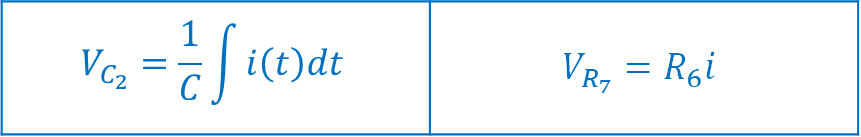 V_{C_2} = \frac{1}{C} \int i(t)dt
V_{R_7} = R_6 i